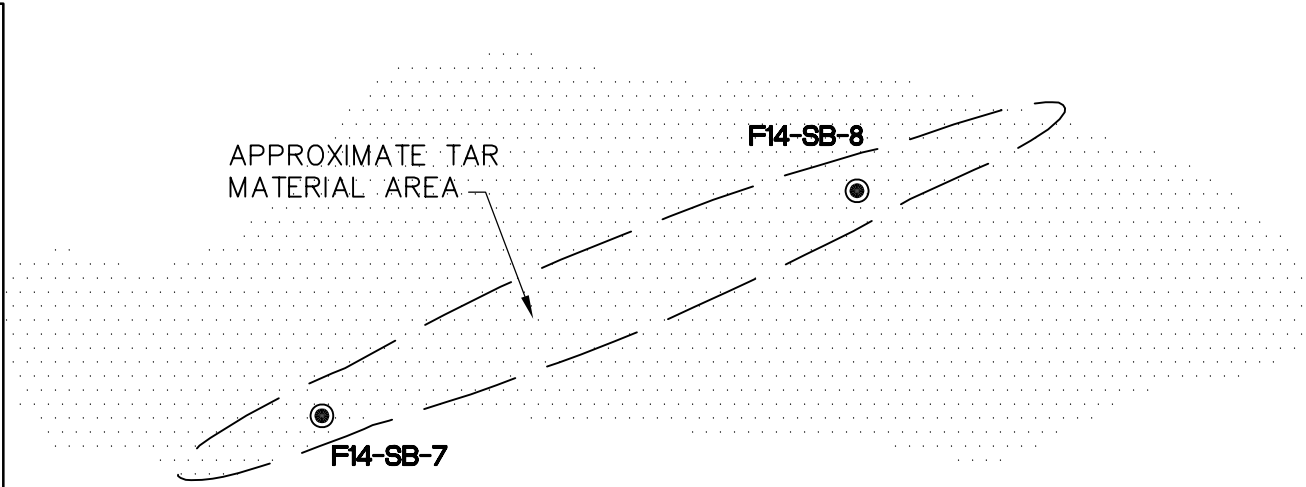 F14-SB-8
APPROXIMATE TAR
MATERIAL AREA
F14-SB-7